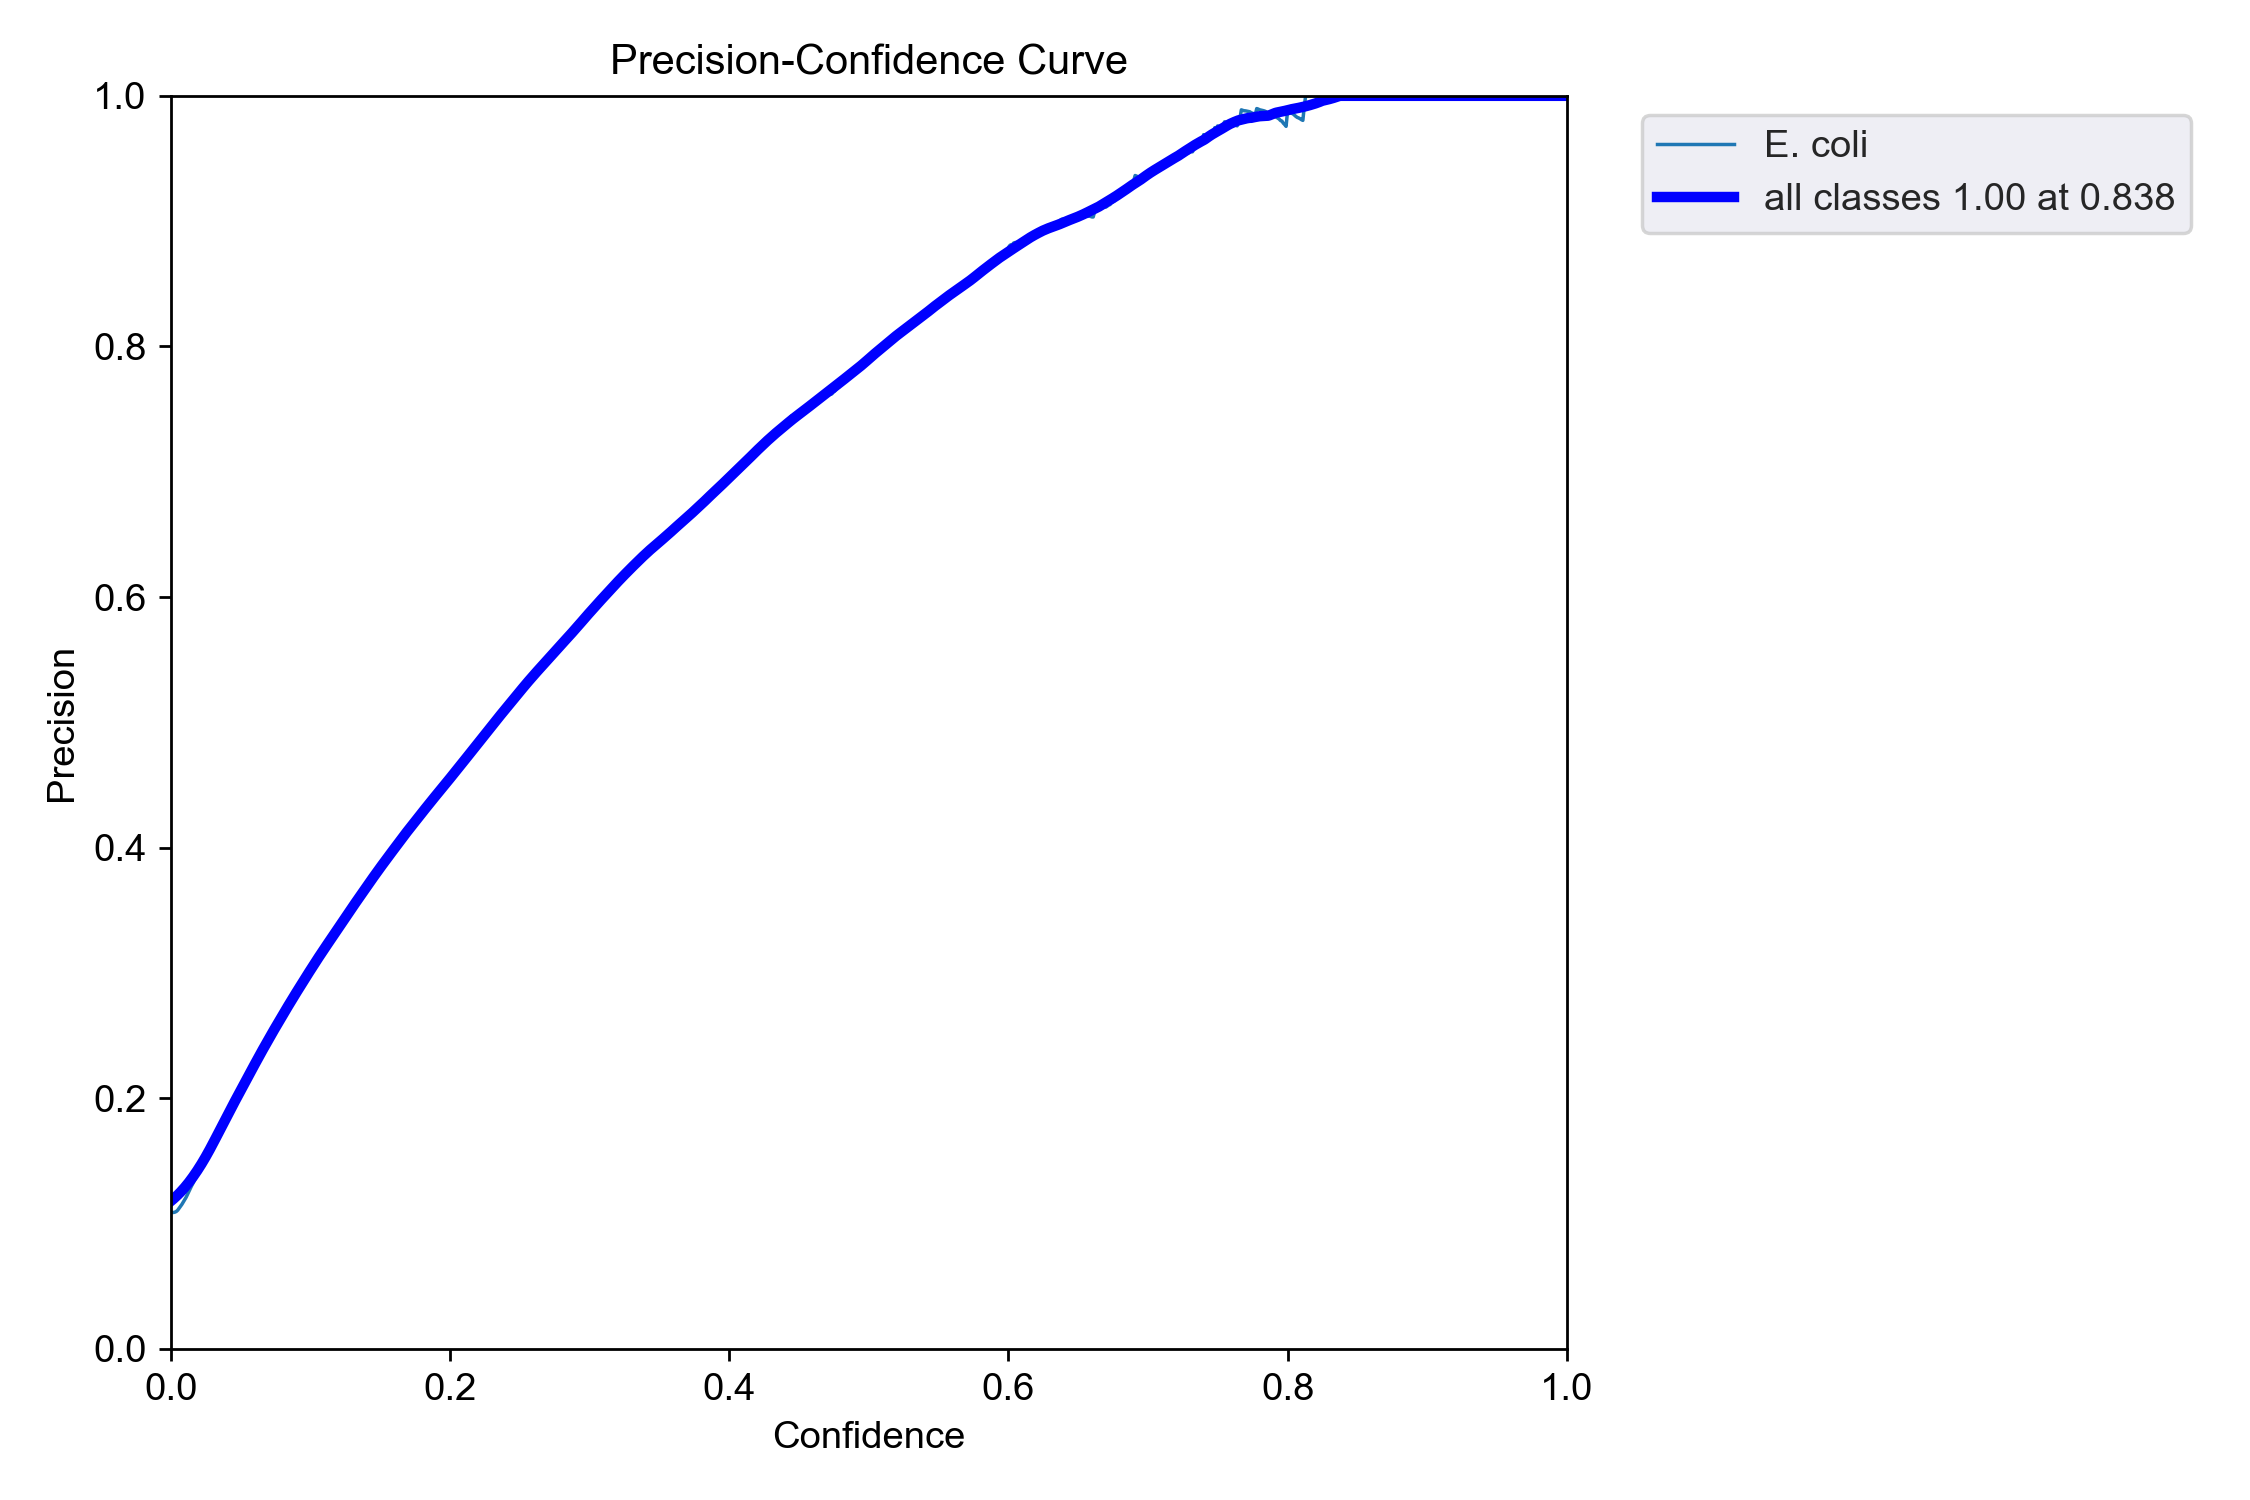 Precision-Confidence Curve
1.0
0.8
0.6
0.4
0.2
0.0
Precision
0.0 0.2 0.4 0.6 0.8 1.0
Confidence
E. coli
all classes 1.00 at 0.838